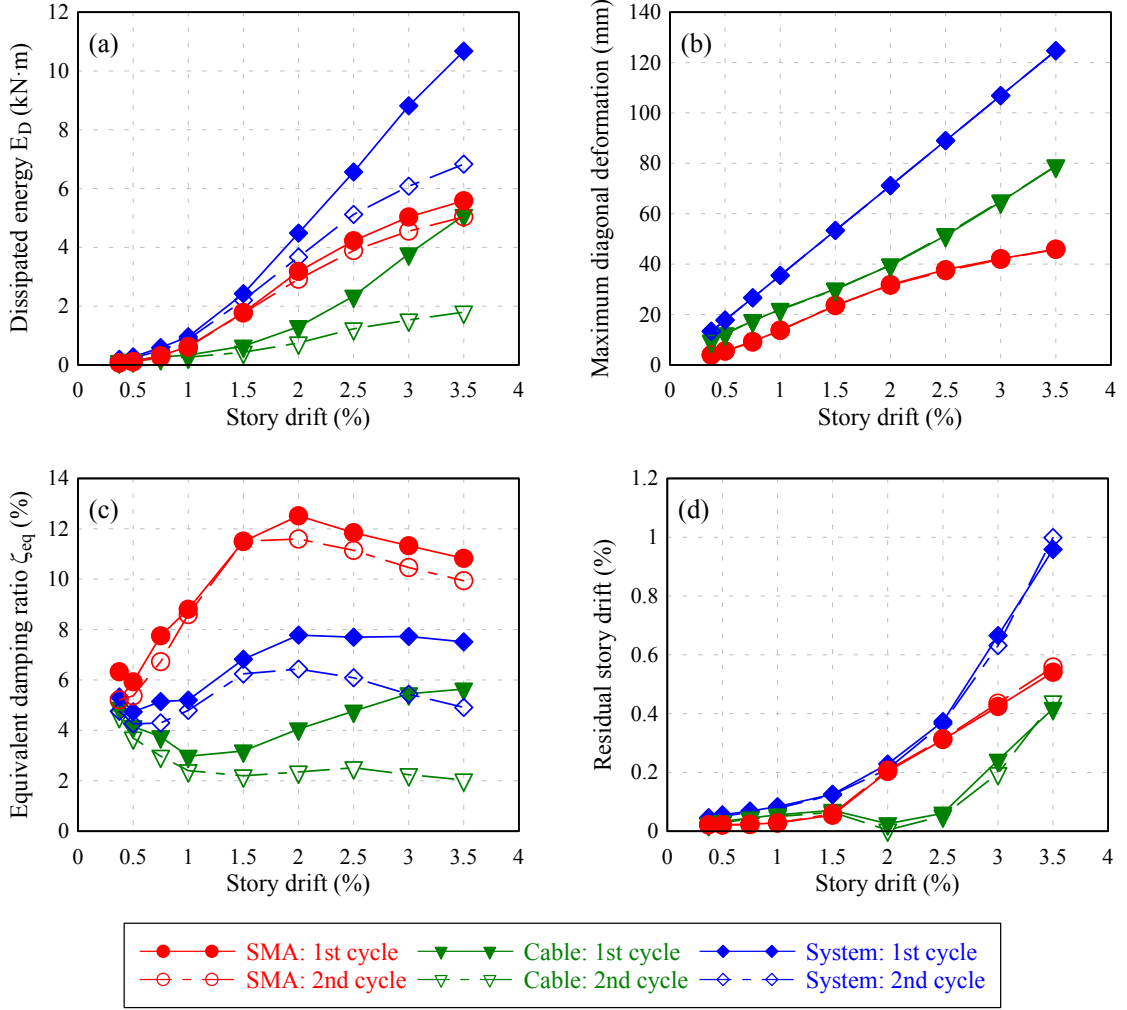 (a)
Dissipated energy E_D (kN·m)
12
10
8
6
4
2
0
0 0.5 1 1.5 2 2.5 3 3.5 4
Story drift (%)
(b)
Maximum diagonal deformation (mm)
140
120
100
80
60
40
20
0
0 0.5 1 1.5 2 2.5 3 3.5 4
Story drift (%)
(c)
Equivalent damping ratio ζ_eq (%)
14
12
10
8
6
4
2
0
0 0.5 1 1.5 2 2.5 3 3.5 4
Story drift (%)
(d)
Residual story drift (%)
1.2
1
0.8
0.6
0.4
0.2
0
0 0.5 1 1.5 2 2.5 3 3.5 4
Story drift (%)
SMA: 1st cycle Cable: 1st cycle System: 1st cycle
SMA: 2nd cycle Cable: 2nd cycle System: 2nd cycle